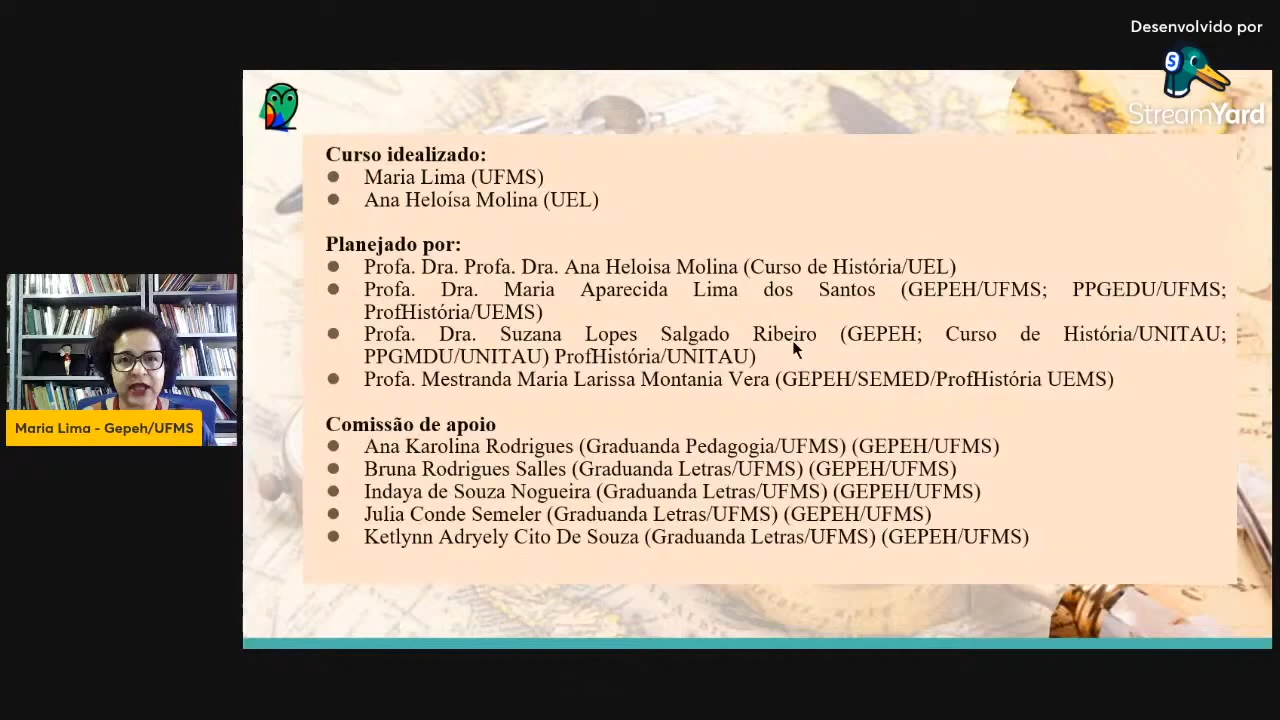 Desenvolvido por
StreamYard
Curso idealizado:
Maria Lima (UFMS)
Ana Heloísa Molina (UEL)
Planejado por:
Profa. Dra. Profa. Dra. Ana Heloisa Molina (Curso de História/UEL)
Profa. Dra. Maria Aparecida Lima dos Santos (GEPEH/UFMS; PPGEDU/UFMS;
ProfHistória/UEMS)
Profa. Dra. Suzana Lopes Salgado Ribeiro (GEPEH; Curso de História/UNITAU;
PPGMDU/UNITAU) ProfHistória/UNITAU)
Profa. Mestranda Maria Larissa Montania Vera (GEPEH/SEMED/ProfHistória UEMS)
Comissão de apoio
Ana Karolina Rodrigues (Graduanda Pedagogia/UFMS) (GEPEH/UFMS)
Bruna Rodrigues Salles (Graduanda Letras/UFMS) (GEPEH/UFMS)
Indaya de Souza Nogueira (Graduanda Letras/UFMS) (GEPEH/UFMS)
Julia Conde Semeler (Graduanda Letras/UFMS) (GEPEH/UFMS)
Ketlynn Adryely Cito De Souza (Graduanda Letras/UFMS) (GEPEH/UFMS)
Maria Lima - Gepeh/UFMS